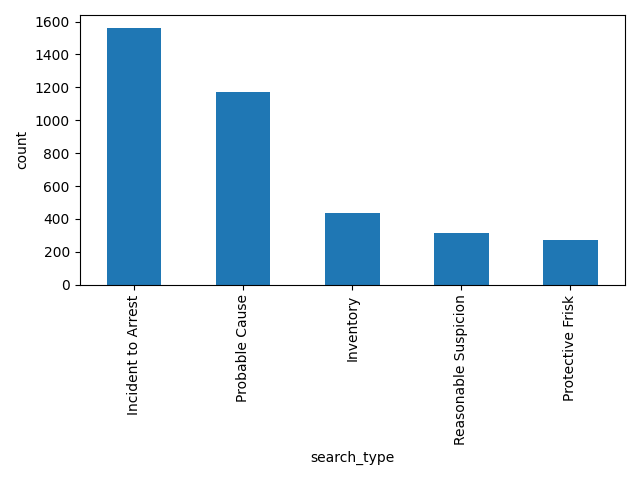 1600
1400
1200
1000
800
600
400
200
0
count
Incident to Arrest
Probable Cause
Inventory
Reasonable Suspicion
Protective Frisk
search_type